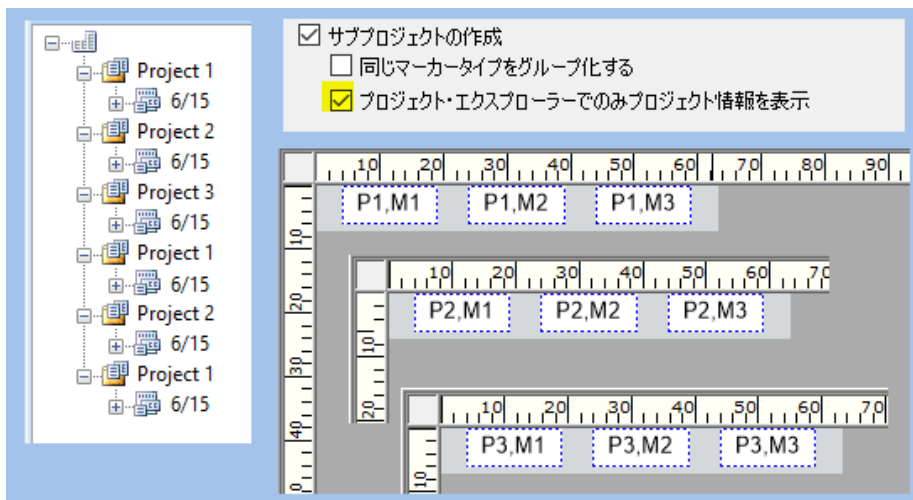 Project 1
6/15
Project 2
6/15
Project 3
6/15
Project 1
6/15
Project 2
6/15
Project 1
6/15
サブプロジェクトの作成
同じマーカータイプをグループ化する
プロジェクト・エクスプローラーでのみプロジェクト情報を表示
10 20 30 40 50 60 70 80 90
P1,M1 P1,M2 P1,M3
10
20
30
40
10 20 30 40 50 60 70
P2,M1 P2,M2 P2,M3
10
20
10 20 30 40 50 60 70
P3,M1 P3,M2 P3,M3
10